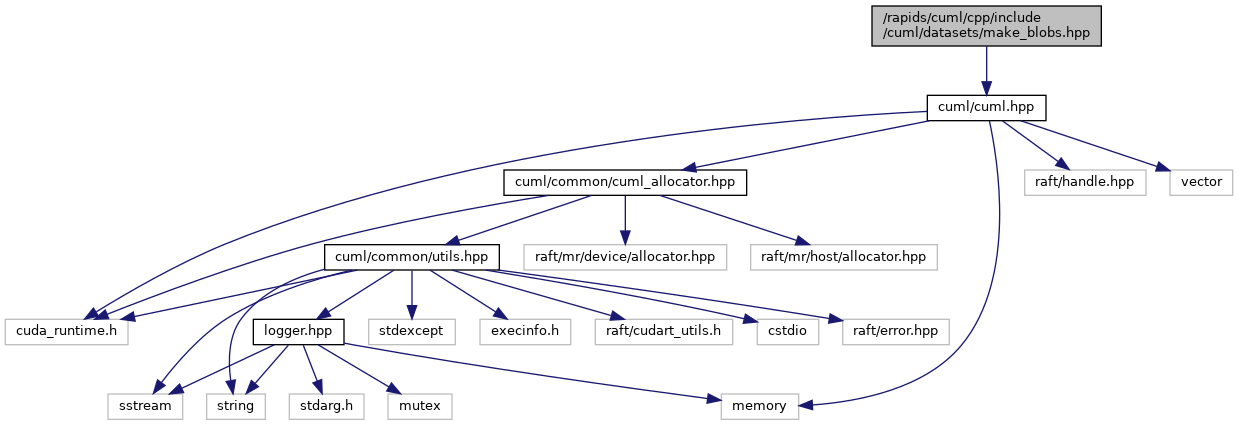 /rapids/cuml/cpp/include
/cuml/datasets/make_blobs.hpp
cuml/cuml.hpp
cuml/common/cuml_allocator.hpp
raft/handle.hpp
vector
cuml/common/utils.hpp
raft/mr/device/allocator.hpp
raft/mr/host/allocator.hpp
cuda_runtime.h
logger.hpp
stdexcept
execinfo.h
raft/cudart_utils.h
cstdio
raft/error.hpp
sstream
string
stdarg.h
mutex
memory